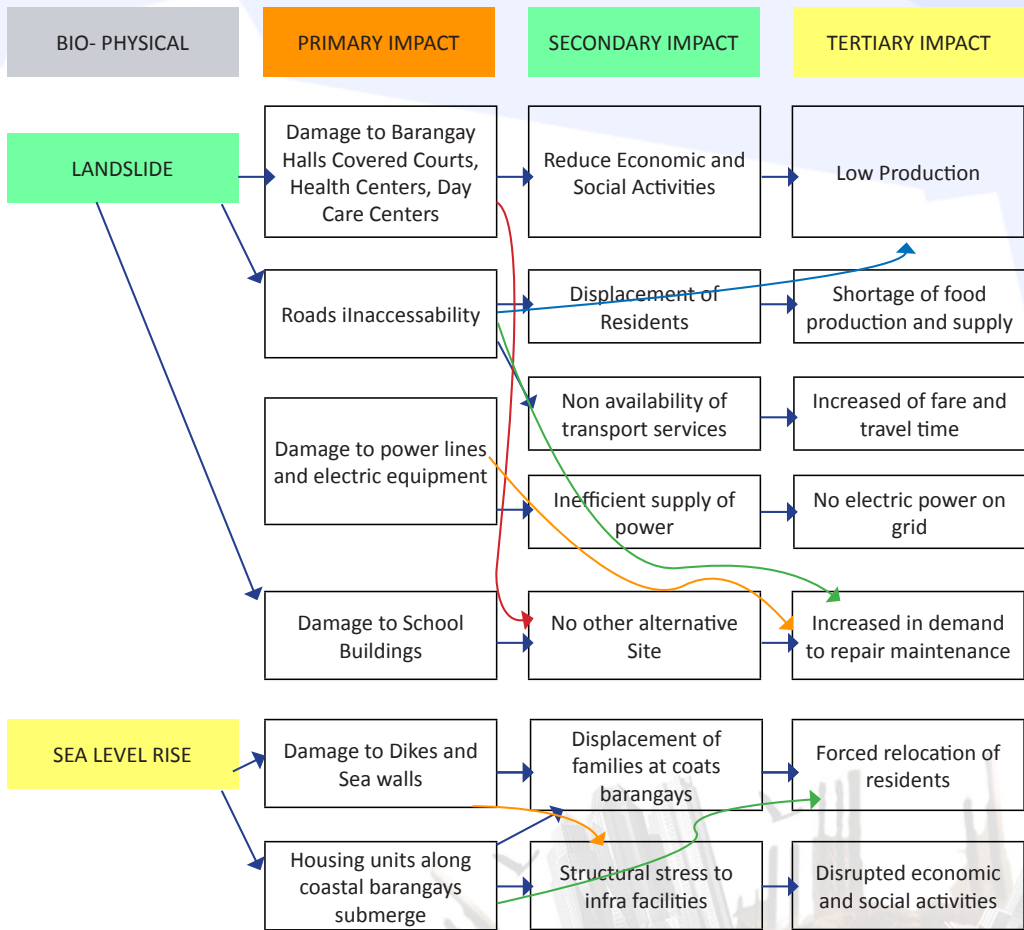 BIO- PHYSICAL
PRIMARY IMPACT
SECONDARY IMPACT
TERTIARY IMPACT
LANDSLIDE
Damage to Barangay
Halls Covered Courts,
Health Centers, Day
Care Centers
Reduce Economic and
Social Activities
Low Production
Roads iInaccessability
Displacement of
Residents
Shortage of food
production and supply
Non availability of
transport services
Increased of fare and
travel time
Damage to power lines
and electric equipment
Inefficient supply of
power
No electric power on
grid
Damage to School
Buildings
No other alternative
Site
Increased in demand
to repair maintenance
SEA LEVEL RISE
Damage to Dikes and
Sea walls
Displacement of
families at coats
barangays
Forced relocation of
residents
Housing units along
coastal barangays
submerge
Structural stress to
infra facilities
Disrupted economic
and social activities